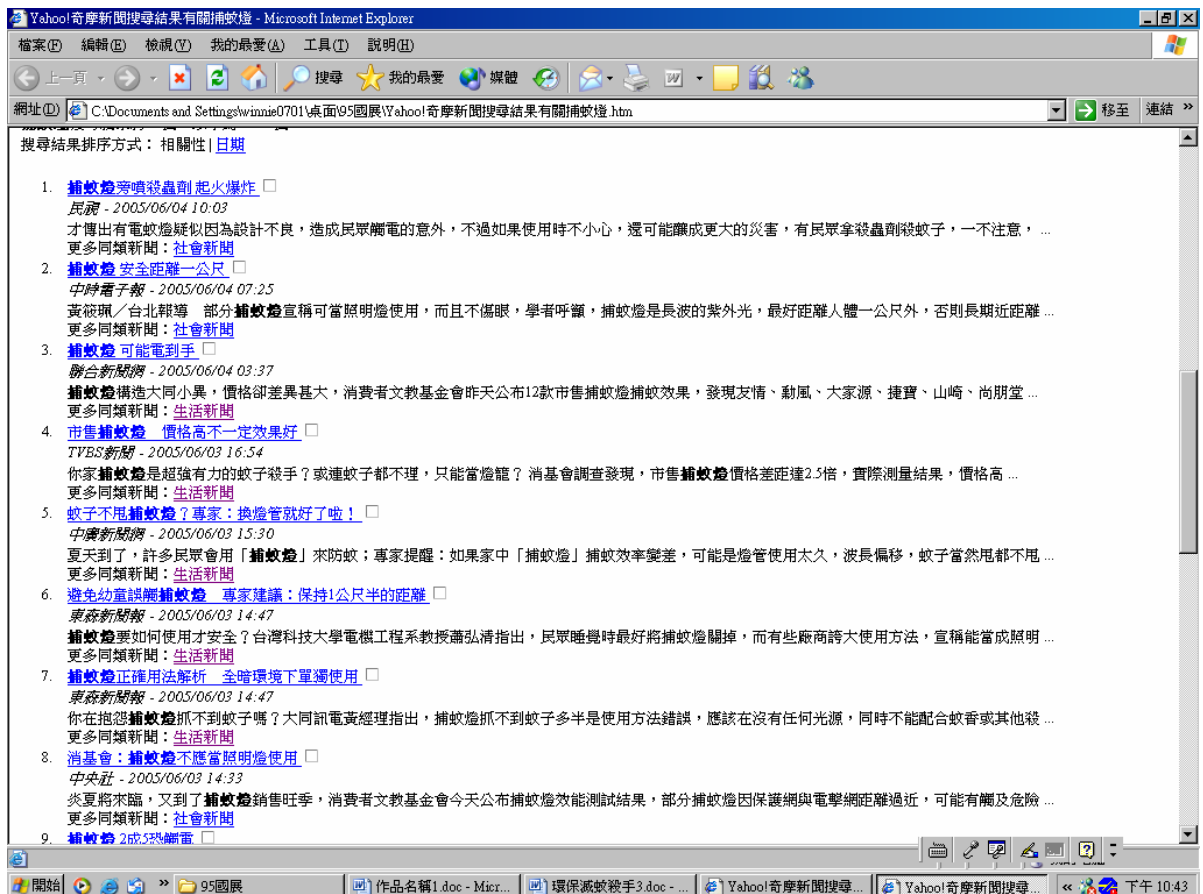 Yahoo!奇摩新聞搜尋結果有關捕蚊燈 - Microsoft Internet Explorer
檔案(F) 編輯(E) 檢視(V) 我的最愛(A) 工具(T) 說明(H)
上一頁 搜尋 我的最愛 媒體
網址(D) C:\Documents and Settings\winnie0701\桌面\95國展\Yahoo!奇摩新聞搜尋結果有關捕蚊燈.htm 移至 連結 »
搜尋結果排序方式： 相關性 | 日期
1. 捕蚊燈旁噴殺蟲劑 起火爆炸
民視 - 2005/06/04 10:03
才傳出有電蚊燈疑似因為設計不良，造成民眾觸電的意外，不過如果使用時不小心，還可能釀成更大的災害，有民眾拿殺蟲劑殺蚊子，一不注意， ...
更多同類新聞：社會新聞
2. 捕蚊燈 安全距離一公尺
中時電子報 - 2005/06/04 07:25
黃筱珮／台北報導 部分捕蚊燈宣稱可當照明燈使用，而且不傷眼，學者呼籲，捕蚊燈是長波的紫外光，最好距離人體一公尺外，否則長期近距離 ...
更多同類新聞：社會新聞
3. 捕蚊燈 可能電到手
聯合新聞網 - 2005/06/04 03:37
捕蚊燈構造大同小異，價格卻差異甚大，消費者文教基金會昨天公布12款市售捕蚊燈捕蚊效果，發現友情、勳風、大家源、捷寶、山崎、尚朋堂 ...
更多同類新聞：生活新聞
4. 市售捕蚊燈 價格高不一定效果好
TVBS新聞 - 2005/06/03 16:54
你家捕蚊燈是超強有力的蚊子殺手？或連蚊子都不理，只能當燈籠？ 消基會調查發現，市售捕蚊燈價格差距達2.5倍，實際測量結果，價格高 ...
更多同類新聞：生活新聞
5. 蚊子不甩捕蚊燈？專家：換燈管就好了啦！
中廣新聞網 - 2005/06/03 15:30
夏天到了，許多民眾會用「捕蚊燈」來防蚊；專家提醒：如果家中「捕蚊燈」捕蚊效率變差，可能是燈管使用太久，波長偏移，蚊子當然甩都不甩 ...
更多同類新聞：生活新聞
6. 避免幼童誤觸捕蚊燈 專家建議：保持1公尺半的距離
東森新聞報 - 2005/06/03 14:47
捕蚊燈要如何使用才安全？台灣科技大學電機工程系教授蕭弘清指出，民眾睡覺時最好將捕蚊燈關掉，而有些廠商誇大使用方法，宣稱能當成照明 ...
更多同類新聞：生活新聞
7. 捕蚊燈正確用法解析 全暗環境下單獨使用
東森新聞報 - 2005/06/03 14:47
你在抱怨捕蚊燈抓不到蚊子嗎？大同訊電黃經理指出，捕蚊燈抓不到蚊子多半是使用方法錯誤，應該在沒有任何光源，同時不能配合蚊香或其他殺 ...
更多同類新聞：生活新聞
8. 消基會：捕蚊燈不應當照明燈使用
中央社 - 2005/06/03 14:33
炎夏將來臨，又到了捕蚊燈銷售旺季，消費者文教基金會今天公布捕蚊燈效能測試結果，部分捕蚊燈因保護網與電擊網距離過近，可能有觸及危險 ...
更多同類新聞：社會新聞
9. 捕蚊燈 2成5恐觸電
開始 » 95國展 作品名稱1.doc - Micr... 環保滅蚊殺手3.doc - ... Yahoo!奇摩新聞搜尋... Yahoo!奇摩新聞搜尋... « 下午 10:43